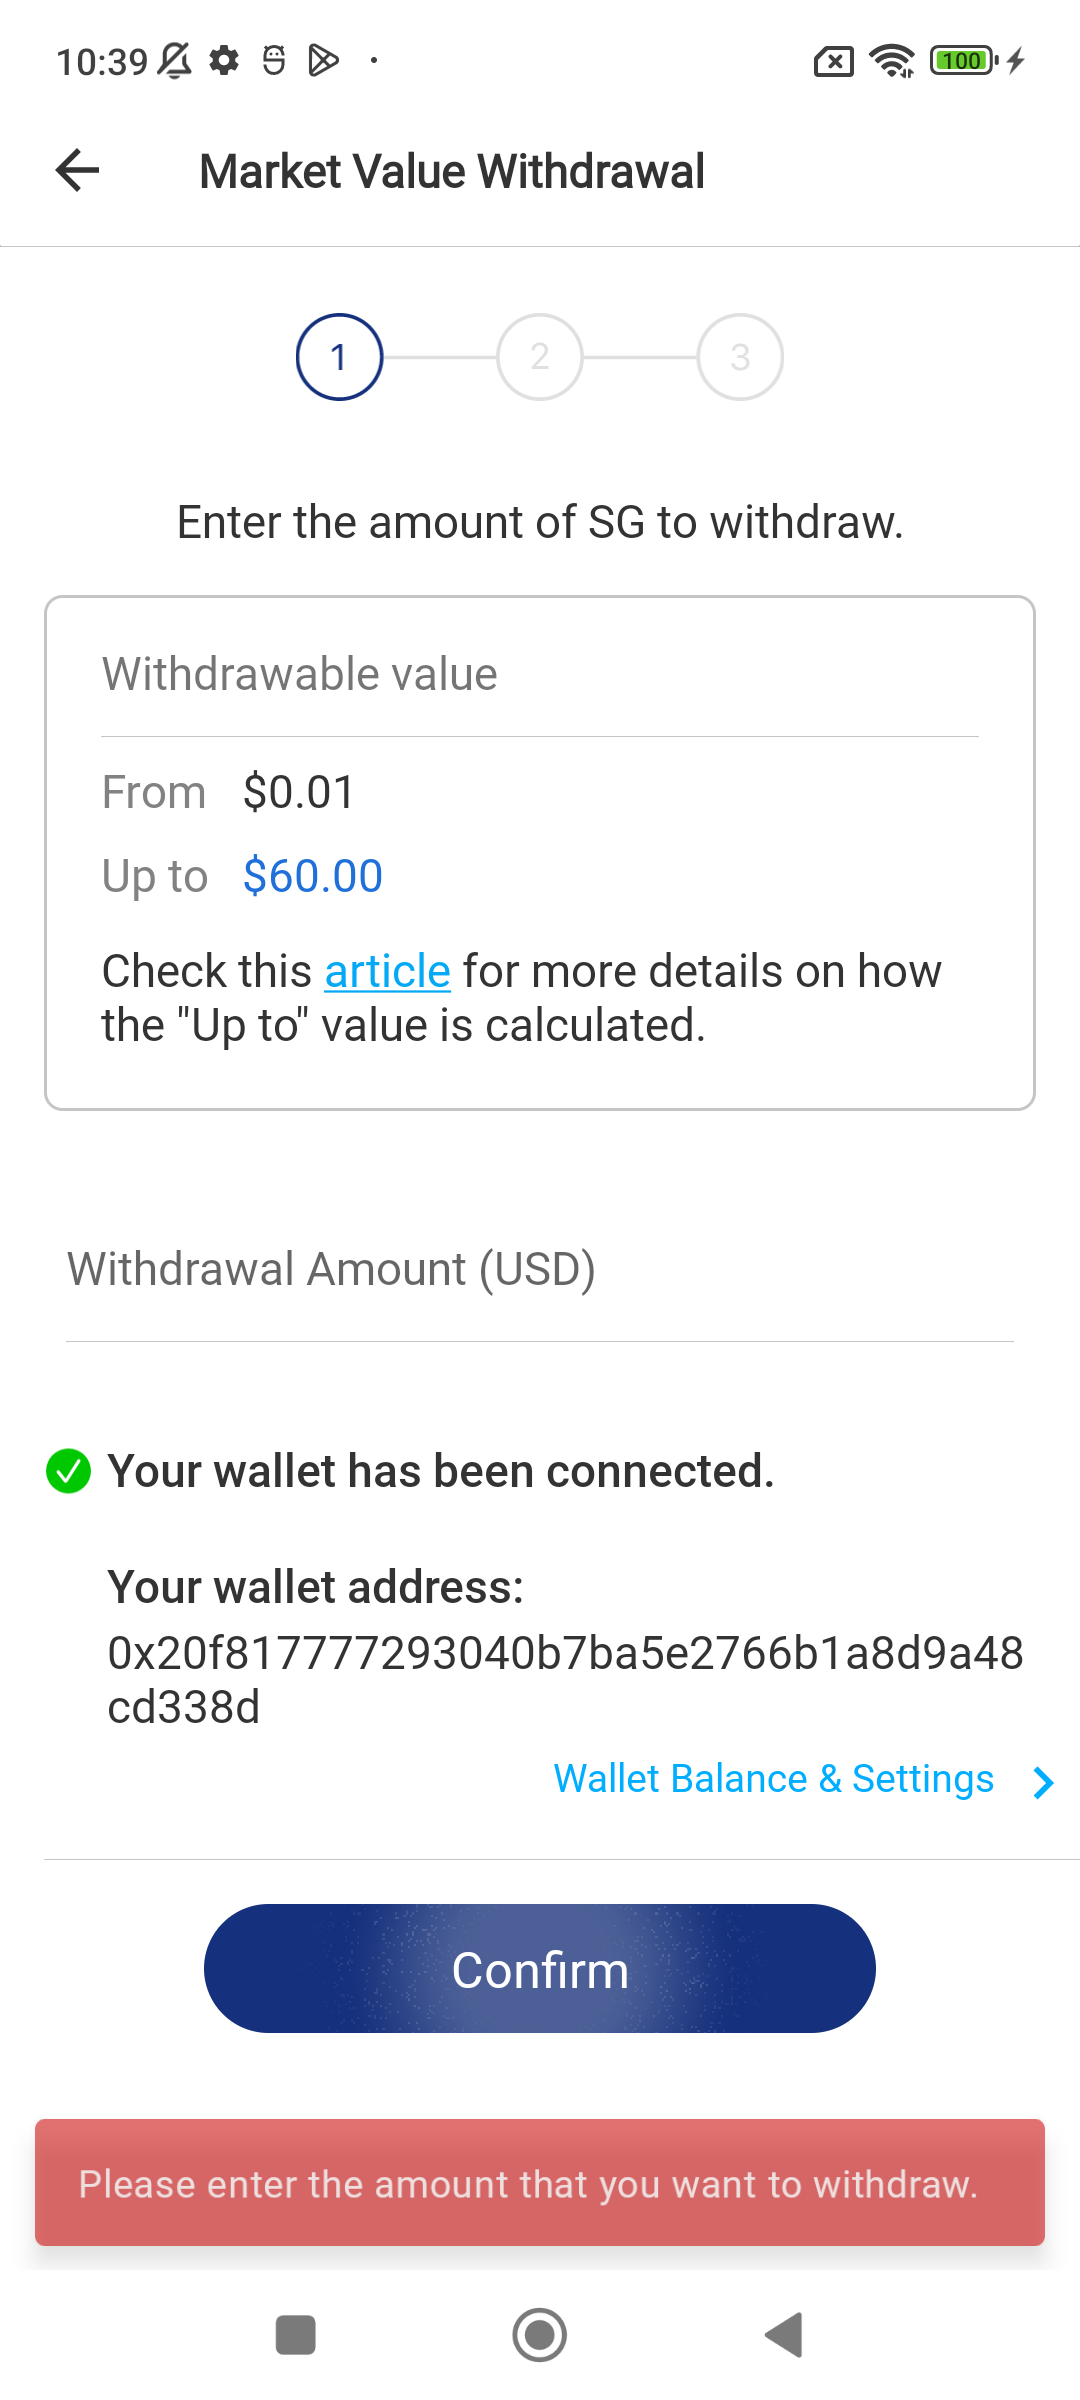 10:39
100
Market Value Withdrawal
1 2 3
Enter the amount of SG to withdraw.
Withdrawable value
From $0.01
Up to $60.00
Check this article for more details on how
the "Up to" value is calculated.
Withdrawal Amount (USD)
Your wallet has been connected.
Your wallet address:
0x20f817777293040b7ba5e2766b1a8d9a48
cd338d
Wallet Balance & Settings
Confirm
Please enter the amount that you want to withdraw.